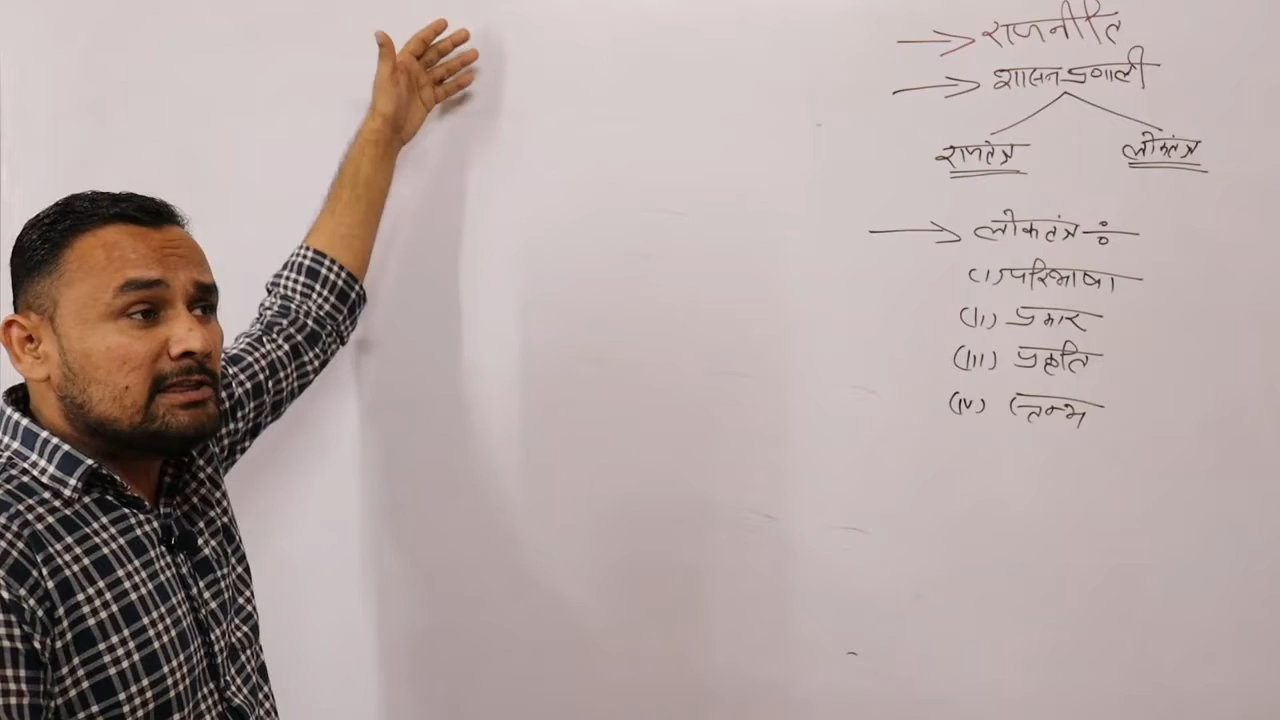 → राजनीति
→ शासन प्रणाली
राजतंत्र लोकतंत्र
→ लोकतंत्र ÷
(i) परिभाषा
(ii) प्रकार
(iii) प्रकृति
(iv) स्तम्भ